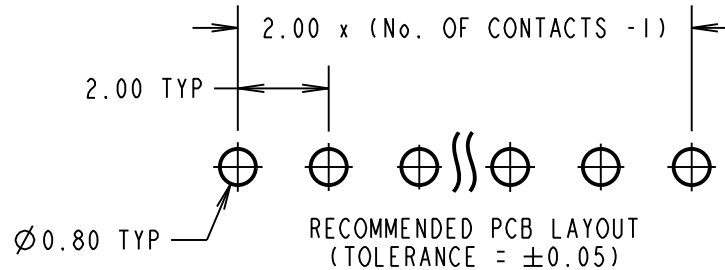 2.00 x (No. OF CONTACTS -1)
2.00 TYP
Ø0.80 TYP
RECOMMENDED PCB LAYOUT
(TOLERANCE = ±0.05)